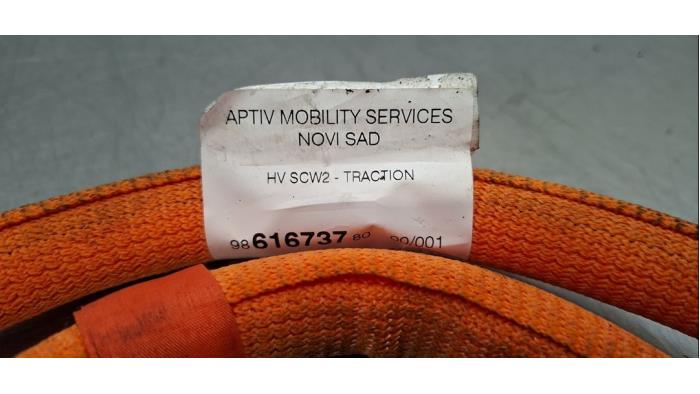 APTIV MOBILITY SERVICES
NOVI SAD
HV SCW2 - TRACTION
98 616737 80 00/001